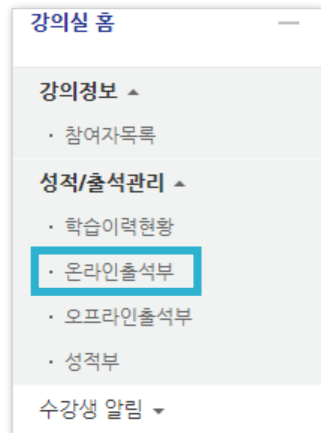 강의실 홈
강의정보 ▲
· 참여자목록
성적/출석관리 ▲
· 학습이력현황
· 온라인출석부
· 오프라인출석부
· 성적부
수강생 알림 ▼